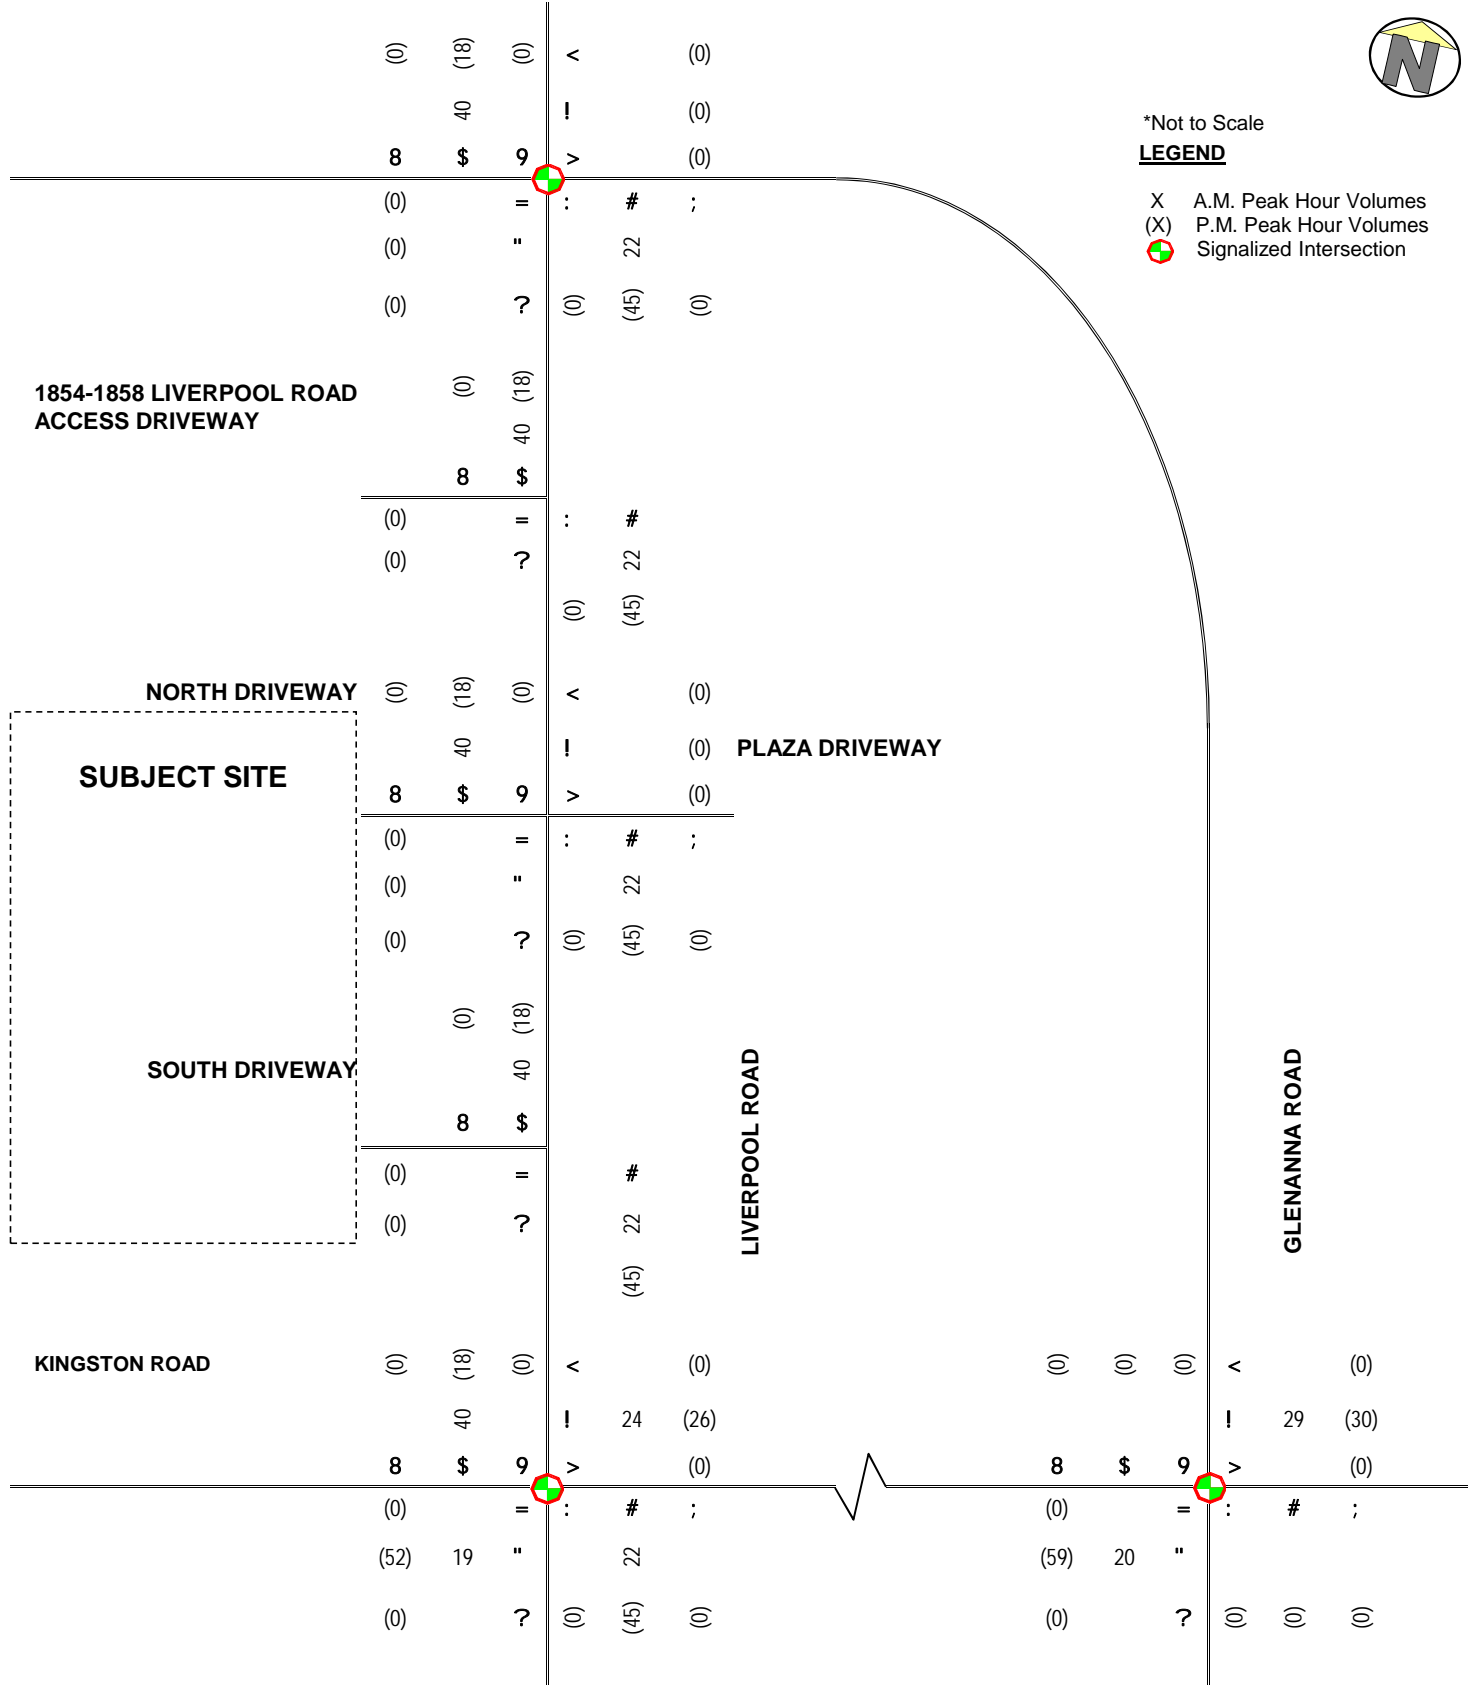 (0) (18) (0) < (0)
40 ! (0)
8 $ 9 > (0)
N
*Not to Scale
LEGEND
X A.M. Peak Hour Volumes
(X) P.M. Peak Hour Volumes
Signalized Intersection
(0) = : # ;
(0) " 22
(0) ? (0) (45) (0)
1854-1858 LIVERPOOL ROAD
ACCESS DRIVEWAY
(0) (18)
40
8 $
(0) = : #
(0) ? 22
(0) (45)
NORTH DRIVEWAY (0) (18) (0) < (0)
40 ! (0) PLAZA DRIVEWAY
SUBJECT SITE
8 $ 9 > (0)
(0) = : # ;
(0) " 22
(0) ? (0) (45) (0)
(0) (18)
SOUTH DRIVEWAY 40
8 $
(0) = #
(0) ? 22
(45)
LIVERPOOL ROAD
GLENANNA ROAD
KINGSTON ROAD (0) (18) (0) < (0)
40 ! 24 (26)
8 $ 9 > (0)
(0) = : # ;
(52) 19 " 22
(0) ? (0) (45) (0)
(0) (0) (0) < (0)
! 29 (30)
8 $ 9 > (0)
(0) = : # ;
(59) 20 "
(0) ? (0) (0) (0)